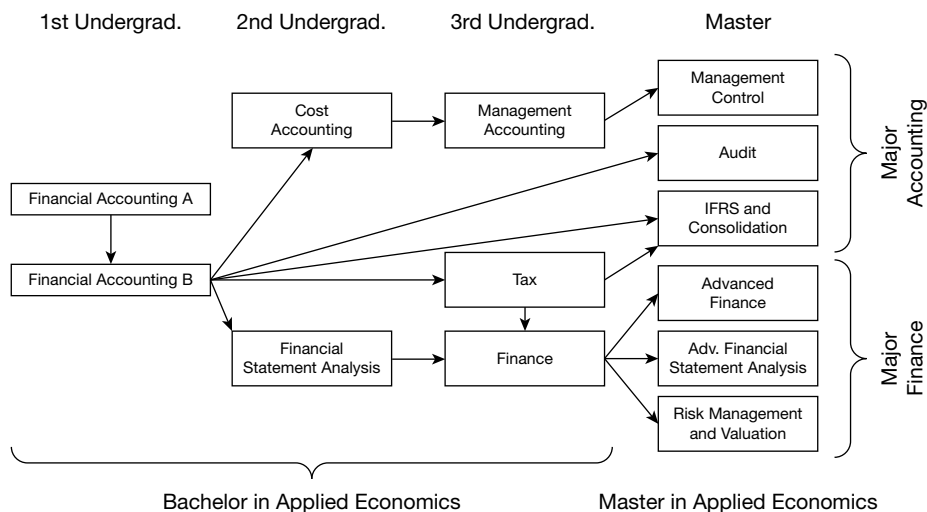 1st Undergrad.
2nd Undergrad.
3rd Undergrad.
Master
Financial Accounting A
Financial Accounting B
Cost
Accounting
Financial
Statement Analysis
Management
Accounting
Tax
Finance
Management
Control
Audit
IFRS and
Consolidation
Advanced
Finance
Adv. Financial
Statement Analysis
Risk Management
and Valuation
Major
Accounting
Major
Finance
Bachelor in Applied Economics
Master in Applied Economics